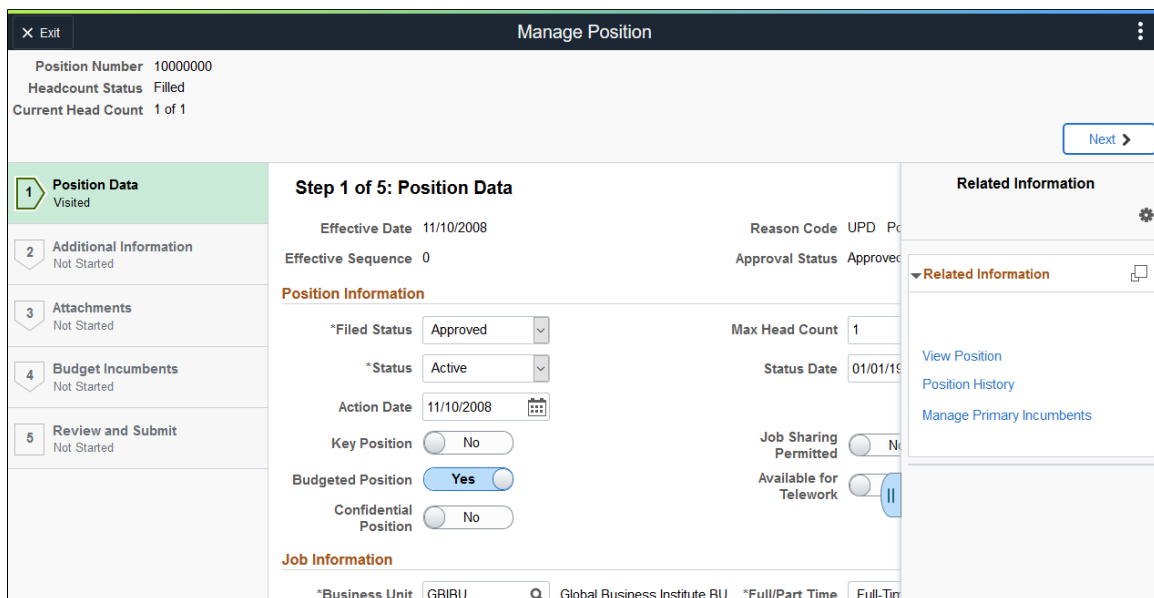 Exit
Manage Position
Position Number 10000000
Headcount Status Filled
Current Head Count 1 of 1
Next
1 Position Data
Visited
2 Additional Information
Not Started
3 Attachments
Not Started
4 Budget Incumbents
Not Started
5 Review and Submit
Not Started
Step 1 of 5: Position Data
Effective Date 11/10/2008 Reason Code UPD
Effective Sequence 0 Approval Status Approved
Position Information
*Filed Status Approved Max Head Count 1
*Status Active Status Date 01/01/19
Action Date 11/10/2008
Key Position No
Job Sharing
Permitted
Budgeted Position Yes
Available for
Telework
Confidential
Position No
Job Information
*Business Unit GBIBU Global Business Institute BU *Full/Part Time Full-Tim
Related Information
Related Information
View Position
Position History
Manage Primary Incumbents